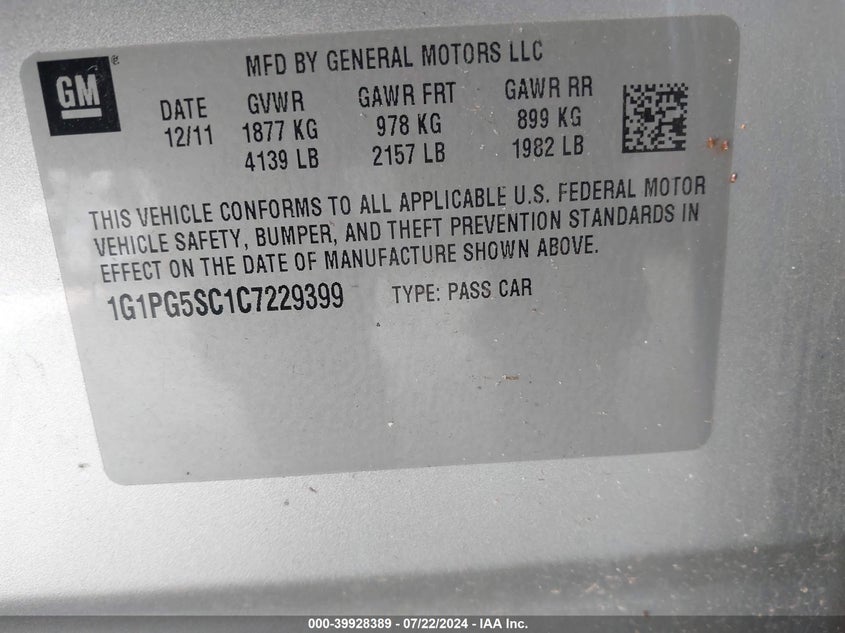 GM ®
MFD BY GENERAL MOTORS LLC
DATE GVWR GAWR FRT GAWR RR
12/11 1877 KG 978 KG 899 KG
4139 LB 2157 LB 1982 LB
THIS VEHICLE CONFORMS TO ALL APPLICABLE U.S. FEDERAL MOTOR
VEHICLE SAFETY, BUMPER, AND THEFT PREVENTION STANDARDS IN
EFFECT ON THE DATE OF MANUFACTURE SHOWN ABOVE.
1G1PG5SC1C7229399 TYPE: PASS CAR
000-39928389 - 07/22/2024 - IAA Inc.